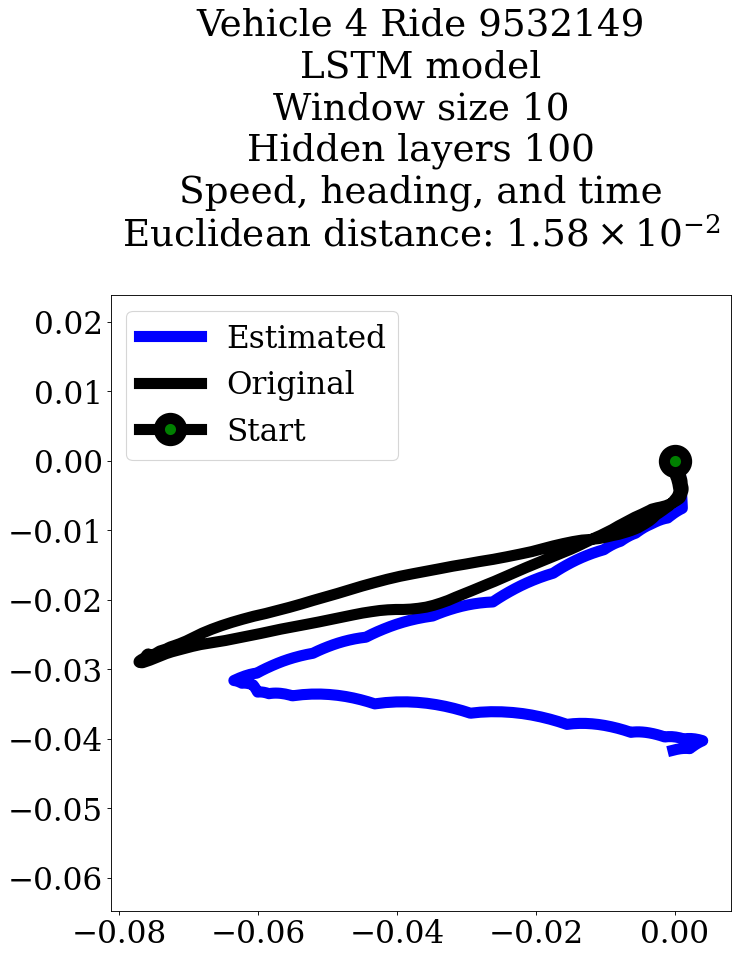 Vehicle 4 Ride 9532149
LSTM model
Window size 10
Hidden layers 100
Speed, heading, and time
Euclidean distance: 1.58 × 10⁻²
Estimated
Original
Start
0.02
0.01
0.00
−0.01
−0.02
−0.03
−0.04
−0.05
−0.06
−0.08 −0.06 −0.04 −0.02 0.00